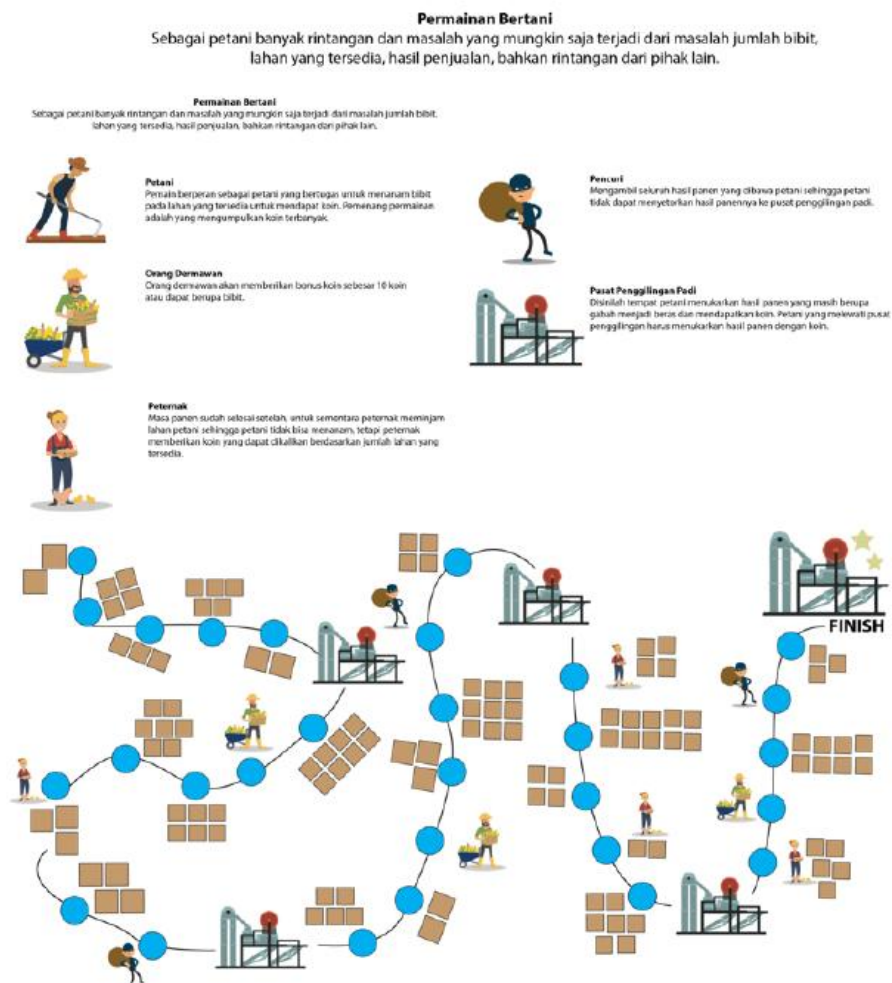 Permainan Bertani
Sebagai petani banyak rintangan dan masalah yang mungkin saja terjadi dari masalah jumlah bibit,
lahan yang tersedia, hasil penjualan, bahkan rintangan dari pihak lain.
Permainan Bertani
Sebagai petani banyak rintangan dan masalah yang mungkin saja terjadi dari masalah jumlah bibit,
lahan yang tersedia, hasil penjualan, bahkan rintangan dari pihak lain.
Petani
Pemain berperan sebagai petani yang bertugas untuk menanam bibit
pada lahan yang tersedia untuk mendapat koin. Pemenang permainan
adalah yang mengumpulkan koin terbanyak.
Orang Dermawan
Orang dermawan akan memberikan bonus koin sebesar 10 koin
atau dapat berupa bibit.
Peternak
Masa panen sudah selesai setelah, untuk sementara peternak meminjam
lahan petani sehingga petani tidak bisa menanam, tetapi peternak
memberikan koin yang dapat dikalikan berdasarkan jumlah lahan yang
tersedia.
Pencuri
Mengambil seluruh hasil panen yang dibawa petani sehingga petani
tidak dapat menyetorkan hasil panennya ke pusat penggilingan padi.
Pasat Penggilingan Padi
Disinilah tempat petani menukarkan hasil panen yang masih berupa
gabah menjadi beras dan mendapatkan koin. Petani yang melewati pusat
penggilingan harus menukarkan hasil panen dengan koin.
FINISH